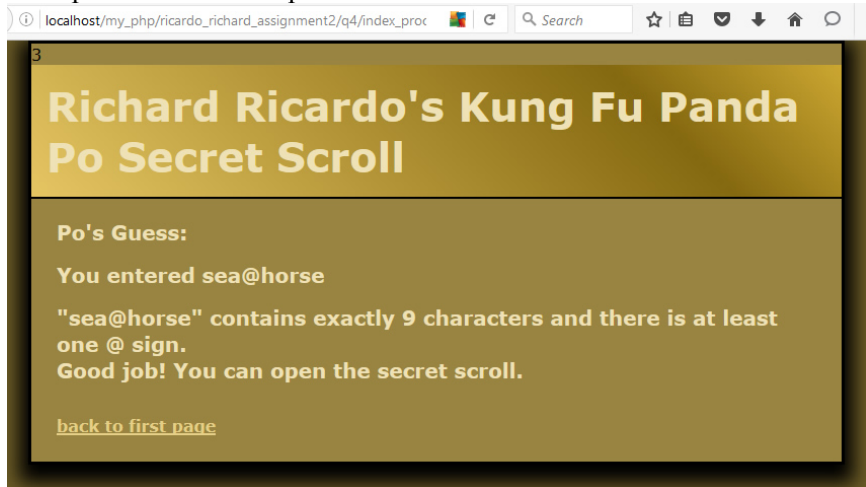 localhost/my_php/ricardo_richard_assignment2/q4/index_proc
Search
3
Richard Ricardo's Kung Fu Panda
Po Secret Scroll
Po's Guess:
You entered sea@horse
"sea@horse" contains exactly 9 characters and there is at least
one @ sign.
Good job! You can open the secret scroll.
back to first page